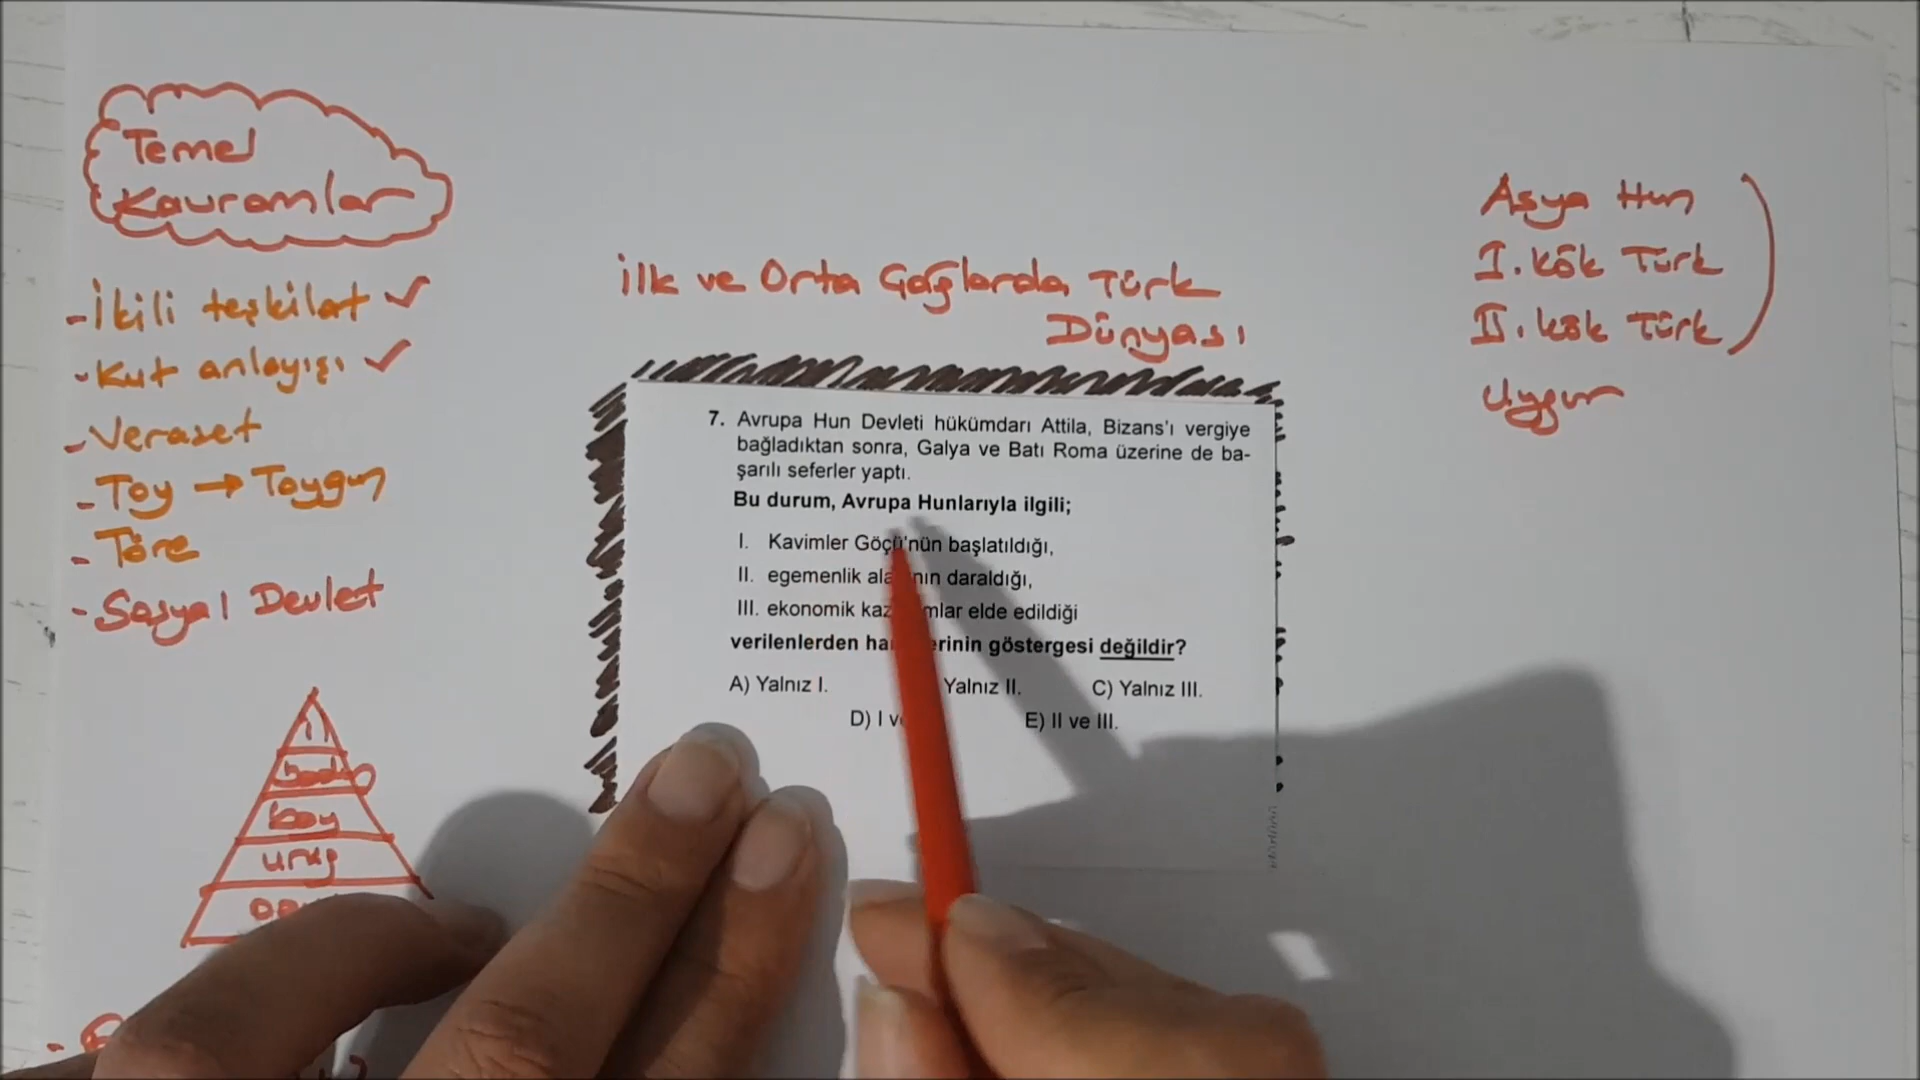 Temel
Kavramlar
- İkili teşkilat ✓
- Kut anlayışı ✓
- Veraset
- Toy → Toygun
- Töre
- Sosyal Devlet
boy
uruş
İlk ve Orta Çağlarda Türk
Dünyası
7. Avrupa Hun Devleti hükümdarı Attila, Bizans'ı vergiye
bağladıktan sonra, Galya ve Batı Roma üzerine de ba-
şarılı seferler yaptı.
Bu durum, Avrupa Hunlarıyla ilgili;
I. Kavimler Göçü'nün başlatıldığı,
II. egemenlik ala nın daraldığı,
III. ekonomik kaz mlar elde edildiği
verilenlerden ha erinin göstergesi değildir?
A) Yalnız I. Yalnız II. C) Yalnız III.
D) I ve E) II ve III.
Asya Hun
I. Kök Türk
II. Kök Türk
Uygur